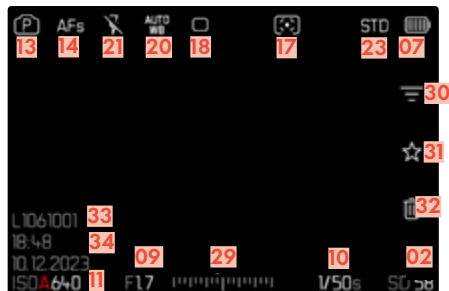 P AFs AUTO WB STD
13 14 21 20 18 17 23 07
30
31
32
L1061001 33
18:48 34
10.12.2023 09 29 10 02
ISOA640 11 F1.7 1/50s SD 58